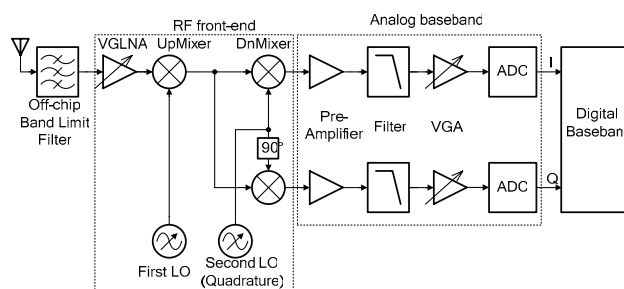 RF front-end
Analog baseband
VGLNA UpMixer DnMixer
Off-chip
Band Limit
Filter
90°
Pre-
Amplifier
Filter
VGA
ADC
I
ADC
Q
Digital
Baseban
First LO
Second LO
(Quadrature)